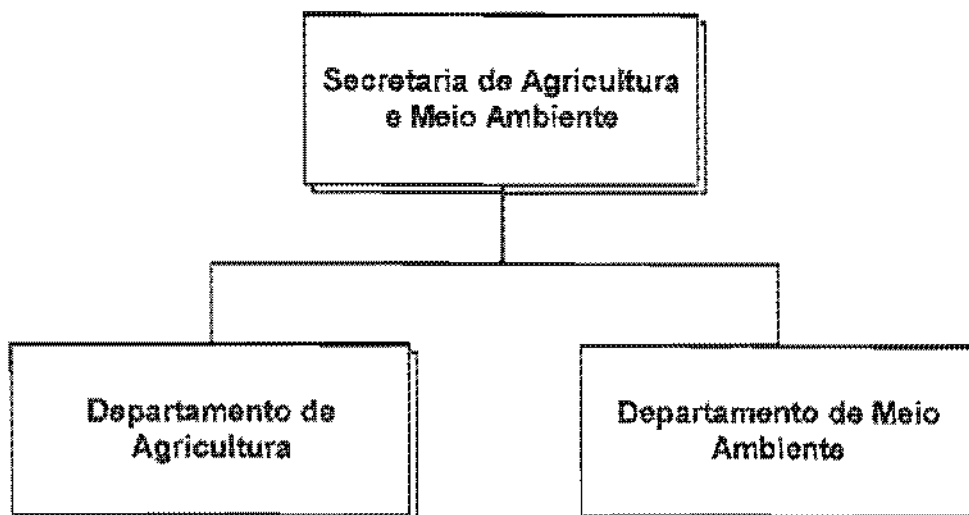 Secretaria de Agricultura
e Meio Ambiente
Departamento de
Agricultura
Departamento de Meio
Ambiente